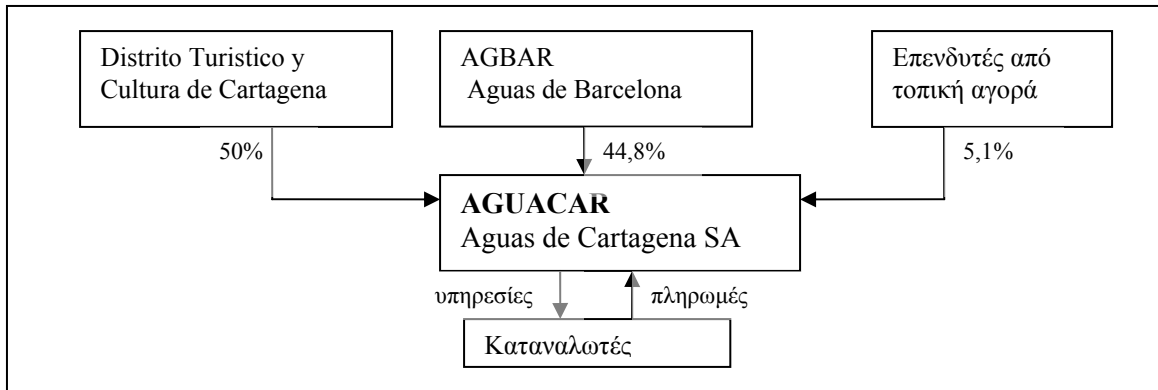 Distrito Turistico y
Cultura de Cartagena
AGBAR
Aguas de Barcelona
Επενδυτές από
τοπική αγορά
50%
44,8%
5,1%
AGUACAR
Aguas de Cartagena SA
υπηρεσίες
πληρωμές
Καταναλωτές